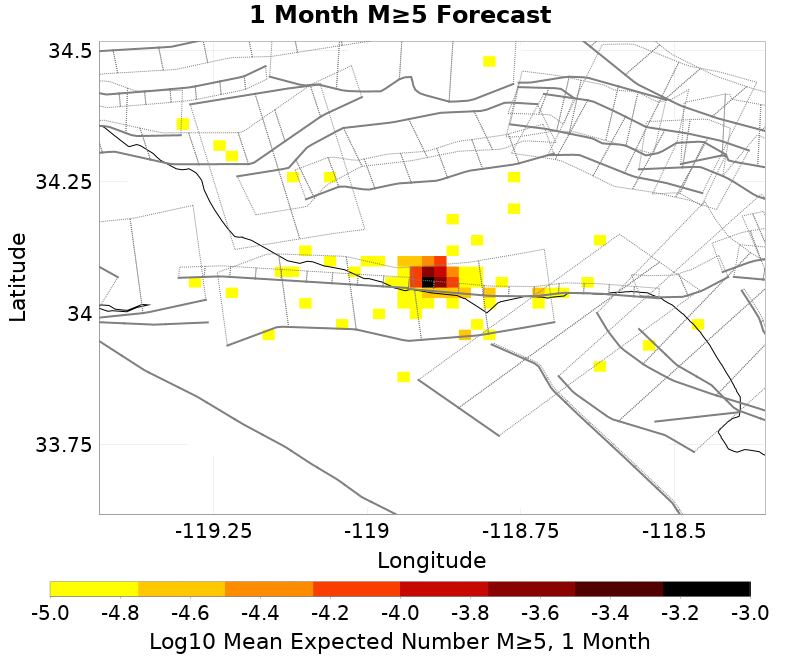 1 Month M≥5 Forecast
34.5
34.25
34
33.75
Latitude
-119.25 -119 -118.75 -118.5
Longitude
-5.0 -4.8 -4.6 -4.4 -4.2 -4.0 -3.8 -3.6 -3.4 -3.2 -3.0
Log10 Mean Expected Number M≥5, 1 Month